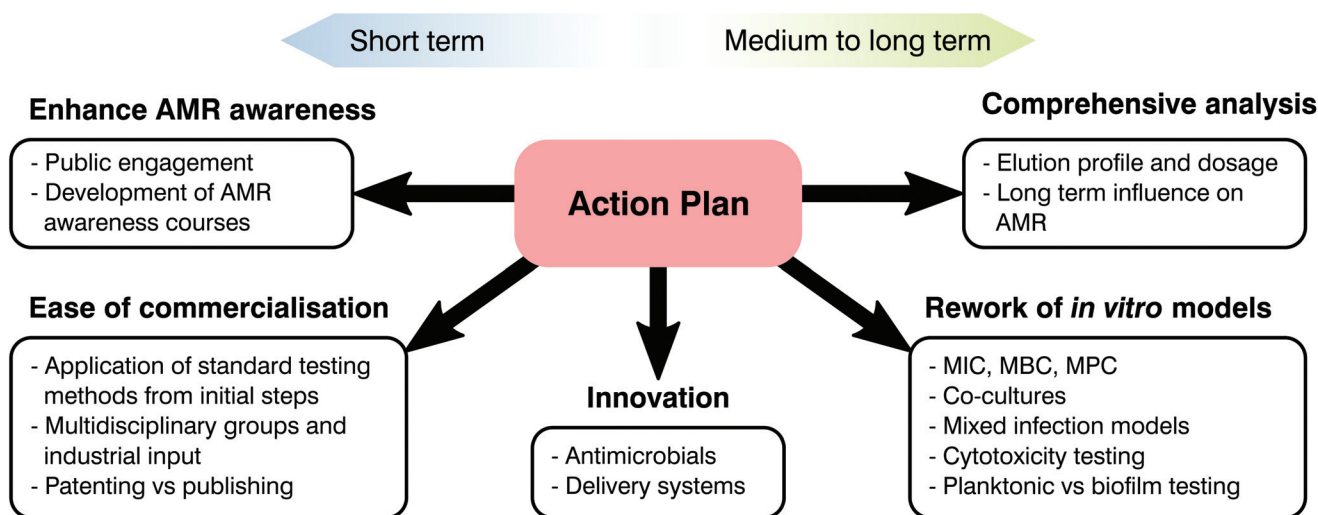 Short term
Medium to long term
Enhance AMR awareness
- Public engagement
- Development of AMR
awareness courses
Action Plan
Comprehensive analysis
- Elution profile and dosage
- Long term influence on
AMR
Ease of commercialisation
- Application of standard testing
methods from initial steps
- Multidisciplinary groups and
industrial input
- Patenting vs publishing
Innovation
- Antimicrobials
- Delivery systems
Rework of in vitro models
- MIC, MBC, MPC
- Co-cultures
- Mixed infection models
- Cytotoxicity testing
- Planktonic vs biofilm testing